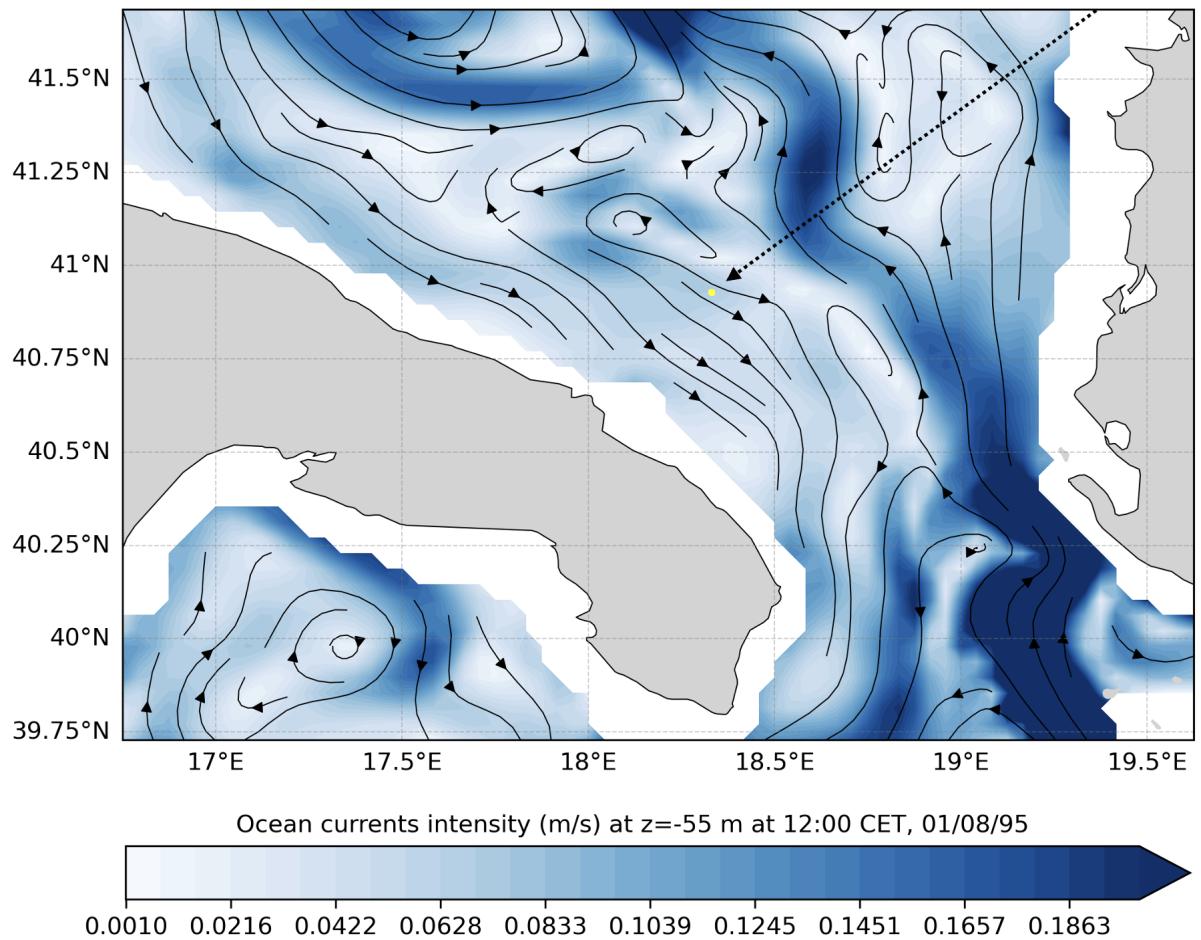 41.5°N
41.25°N
41°N
40.75°N
40.5°N
40.25°N
40°N
39.75°N
17°E 17.5°E 18°E 18.5°E 19°E 19.5°E
Ocean currents intensity (m/s) at z=-55 m at 12:00 CET, 01/08/95
0.0010 0.0216 0.0422 0.0628 0.0833 0.1039 0.1245 0.1451 0.1657 0.1863